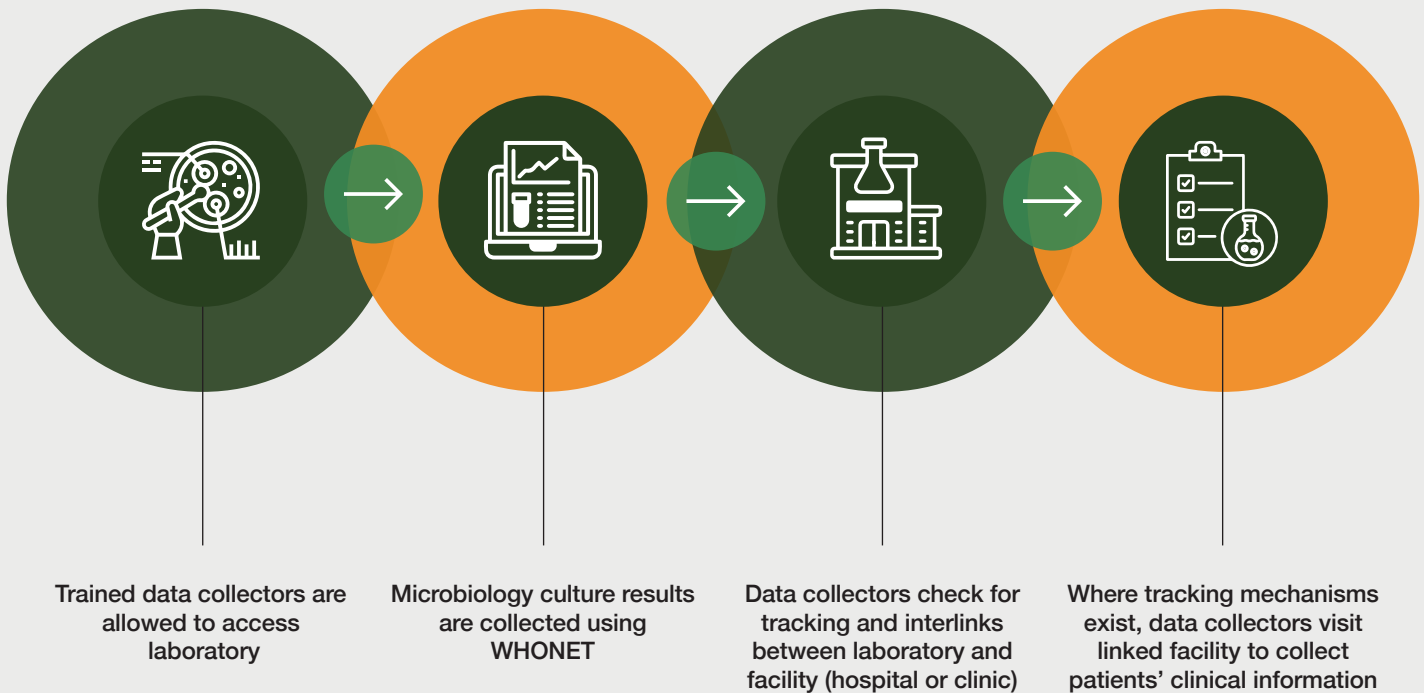 Trained data collectors are
allowed to access
laboratory
Microbiology culture results
are collected using
WHONET
Data collectors check for
tracking and interlinks
between laboratory and
facility (hospital or clinic)
Where tracking mechanisms
exist, data collectors visit
linked facility to collect
patients’ clinical information